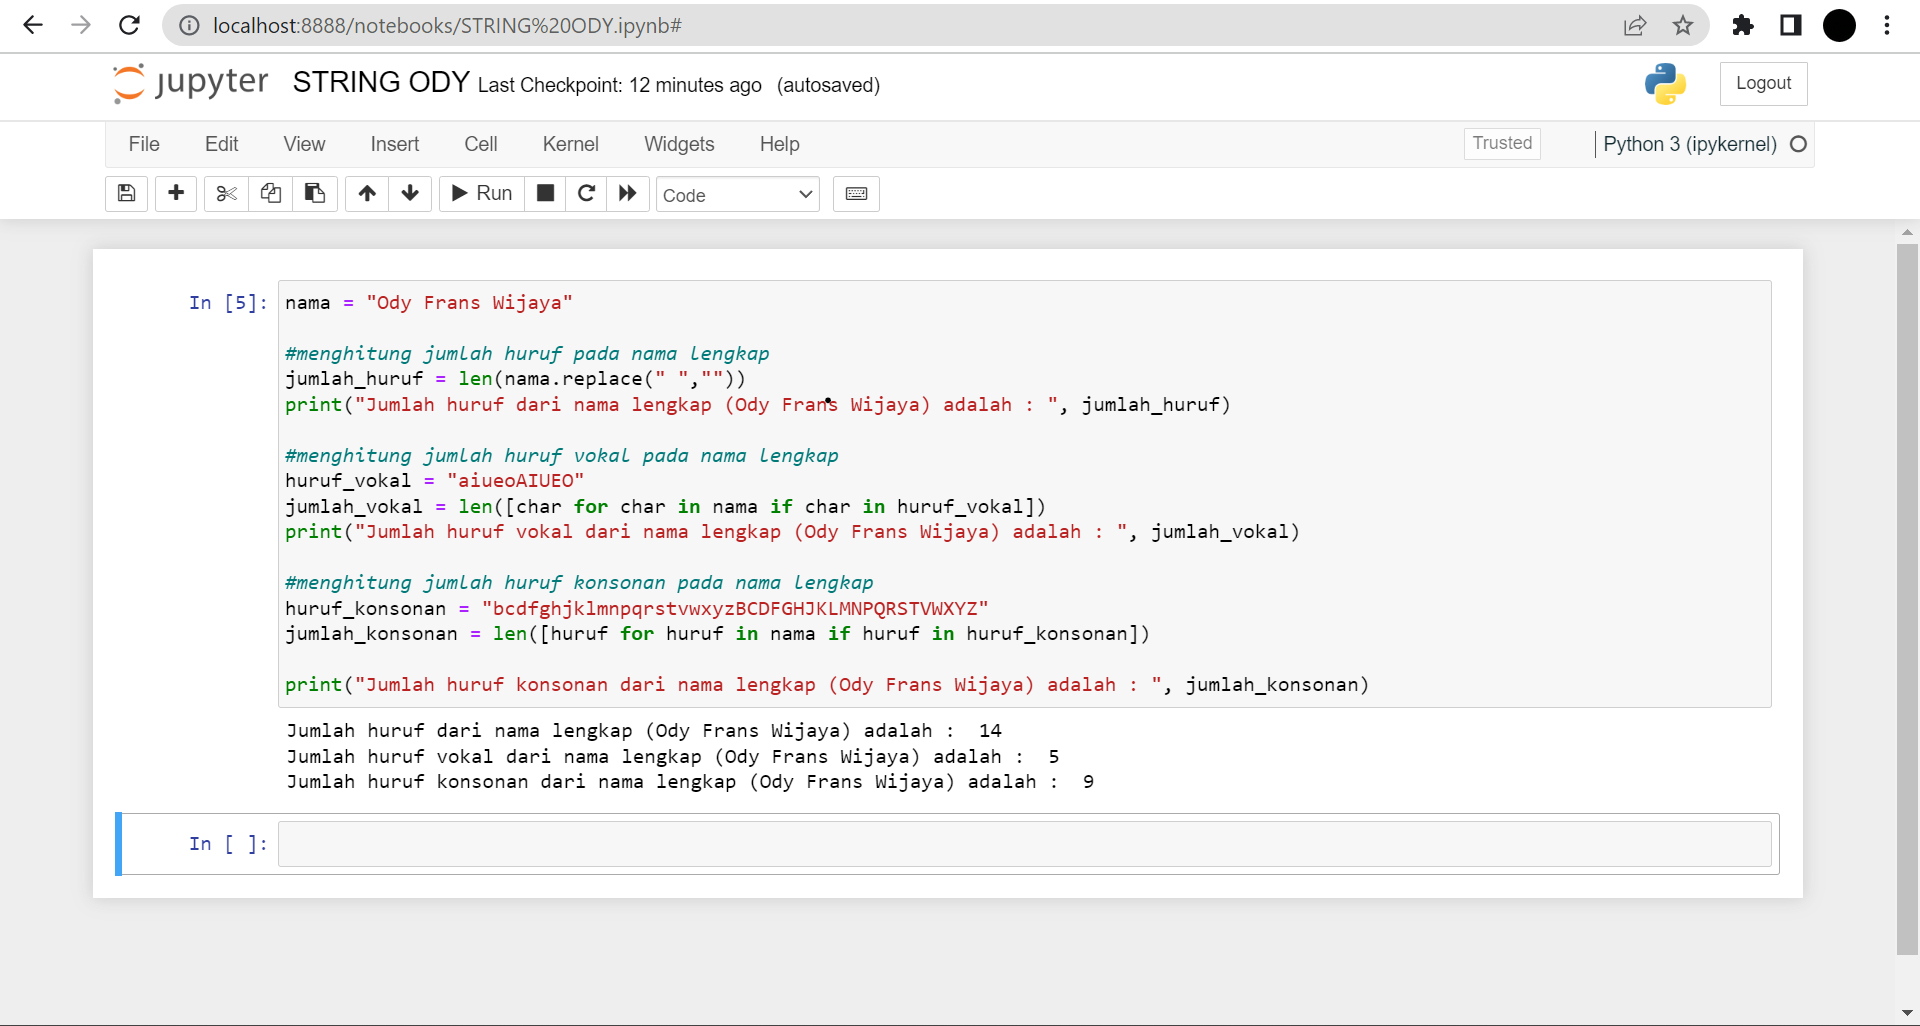 localhost:8888/notebooks/STRING%20ODY.ipynb#
jupyter STRING ODY Last Checkpoint: 12 minutes ago (autosaved) Logout
File Edit View Insert Cell Kernel Widgets Help Trusted Python 3 (ipykernel)
Run Code
In [5]: nama = "Ody Frans Wijaya"
#menghitung jumlah huruf pada nama lengkap
jumlah_huruf = len(nama.replace(" ",""))
print("Jumlah huruf dari nama lengkap (Ody Frans Wijaya) adalah : ", jumlah_huruf)
#menghitung jumlah huruf vokal pada nama lengkap
huruf_vokal = "aiueoAIUEO"
jumlah_vokal = len([char for char in nama if char in huruf_vokal])
print("Jumlah huruf vokal dari nama lengkap (Ody Frans Wijaya) adalah : ", jumlah_vokal)
#menghitung jumlah huruf konsonan pada nama lengkap
huruf_konsonan = "bcdfghjklmnpqrstvwxyzBCDFGHJKLMNPQRSTVWXYZ"
jumlah_konsonan = len([huruf for huruf in nama if huruf in huruf_konsonan])
print("Jumlah huruf konsonan dari nama lengkap (Ody Frans Wijaya) adalah : ", jumlah_konsonan)
Jumlah huruf dari nama lengkap (Ody Frans Wijaya) adalah :  14
Jumlah huruf vokal dari nama lengkap (Ody Frans Wijaya) adalah :  5
Jumlah huruf konsonan dari nama lengkap (Ody Frans Wijaya) adalah :  9
In [ ]: